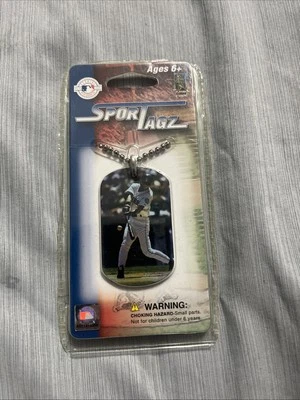 Ages 6+
SPORTAGZ
WARNING:
CHOKING HAZARD-Small parts.
Not for children under 6 years.